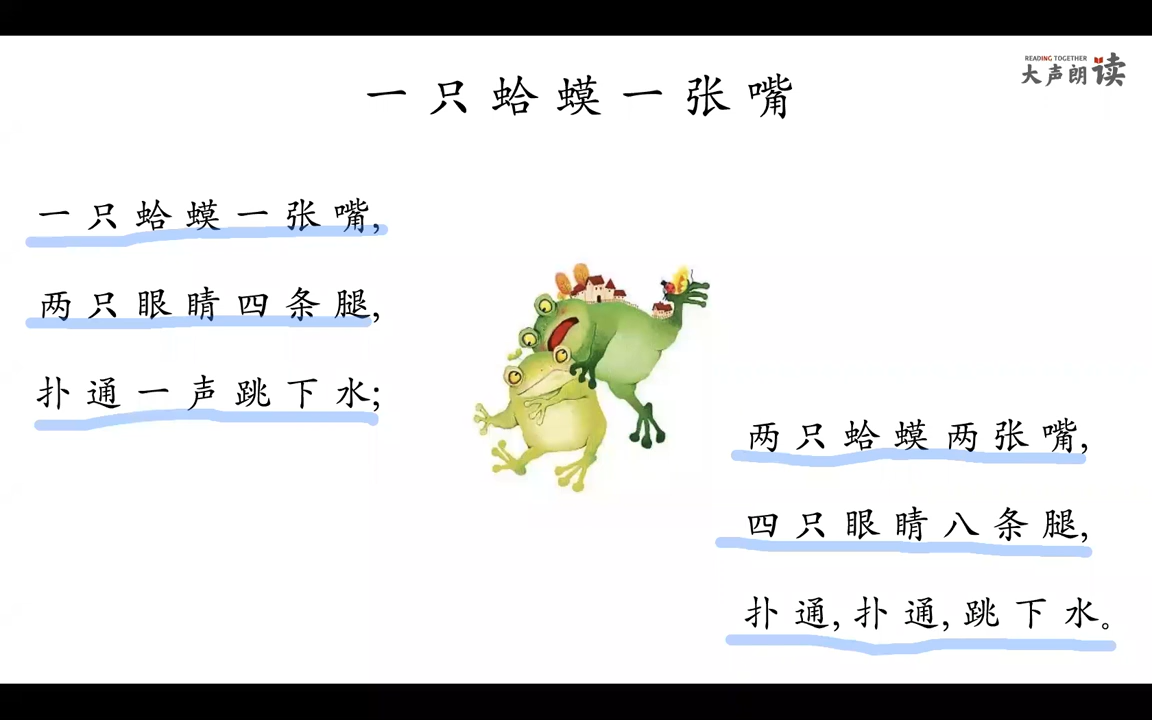 READING TOGETHER
大声朗读
一只蛤蟆一张嘴
一只蛤蟆一张嘴,
两只眼睛四条腿,
扑通一声跳下水;
两只蛤蟆两张嘴,
四只眼睛八条腿,
扑通,扑通,跳下水。